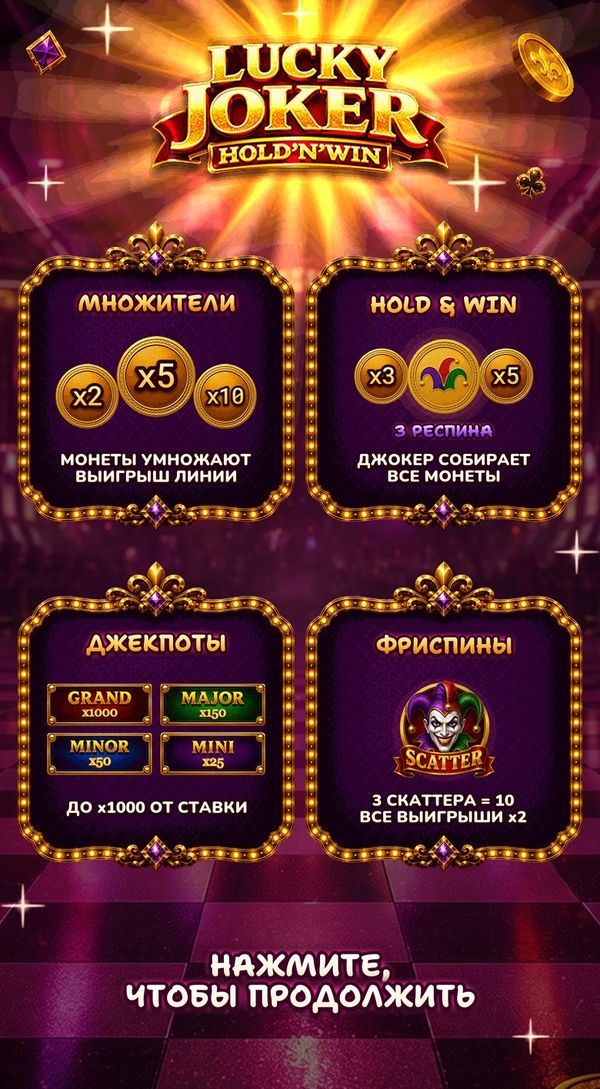 LUCKY
JOKER
HOLD'N'WIN
МНОЖИТЕЛИ
x2
x5
x10
МОНЕТЫ УМНОЖАЮТ
ВЫИГРЫШ ЛИНИИ
HOLD & WIN
x3
x5
3 РЕСПИНА
ДЖОКЕР СОБИРАЕТ
ВСЕ МОНЕТЫ
ДЖЕКПОТЫ
GRAND
x1000
MAJOR
x150
MINOR
x50
MINI
x25
ДО x1000 ОТ СТАВКИ
ФРИСПИНЫ
SCATTER
3 СКАТТЕРА = 10
ВСЕ ВЫИГРЫШИ x2
НАЖМИТЕ,
ЧТОБЫ ПРОДОЛЖИТЬ